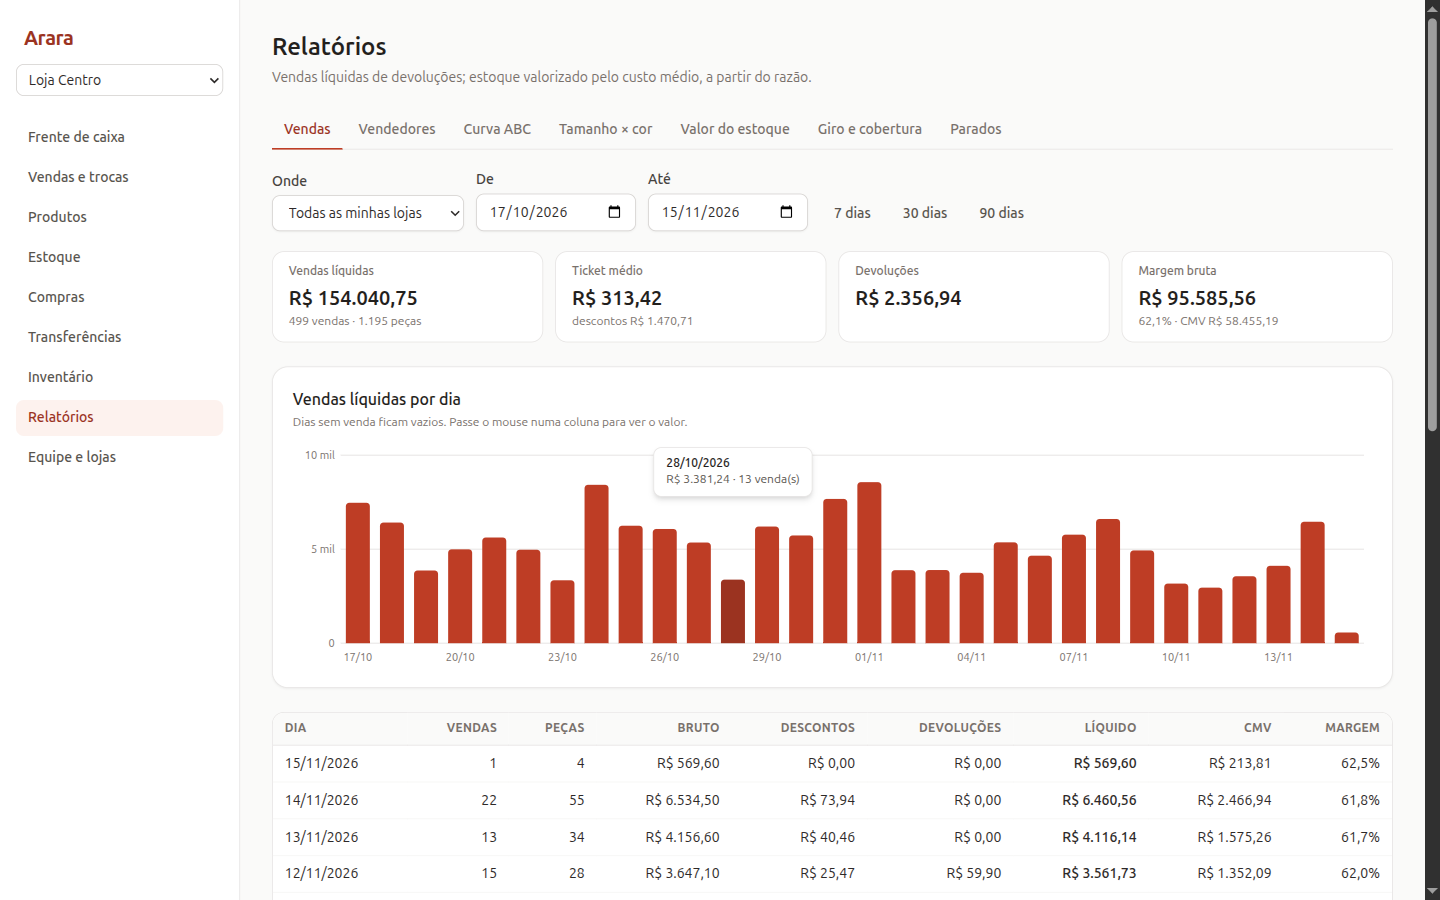 Arara
Loja Centro
Frente de caixa
Vendas e trocas
Produtos
Estoque
Compras
Transferências
Inventário
Relatórios
Equipe e lojas
Relatórios
Vendas líquidas de devoluções; estoque valorizado pelo custo médio, a partir do razão.
Vendas Vendedores Curva ABC Tamanho × cor Valor do estoque Giro e cobertura Parados
Onde De Até
Todas as minhas lojas 17/10/2026 15/11/2026 7 dias 30 dias 90 dias
Vendas líquidas
R$ 154.040,75
499 vendas · 1.195 peças
Ticket médio
R$ 313,42
descontos R$ 1.470,71
Devoluções
R$ 2.356,94
Margem bruta
R$ 95.585,56
62,1% · CMV R$ 58.455,19
Vendas líquidas por dia
Dias sem venda ficam vazios. Passe o mouse numa coluna para ver o valor.
10 mil
28/10/2026
R$ 3.381,24 · 13 venda(s)
5 mil
0
17/10 20/10 23/10 26/10 29/10 01/11 04/11 07/11 10/11 13/11
DIA VENDAS PEÇAS BRUTO DESCONTOS DEVOLUÇÕES LÍQUIDO CMV MARGEM
15/11/2026 1 4 R$ 569,60 R$ 0,00 R$ 0,00 R$ 569,60 R$ 213,81 62,5%
14/11/2026 22 55 R$ 6.534,50 R$ 73,94 R$ 0,00 R$ 6.460,56 R$ 2.466,94 61,8%
13/11/2026 13 34 R$ 4.156,60 R$ 40,46 R$ 0,00 R$ 4.116,14 R$ 1.575,26 61,7%
12/11/2026 15 28 R$ 3.647,10 R$ 25,47 R$ 59,90 R$ 3.561,73 R$ 1.352,09 62,0%